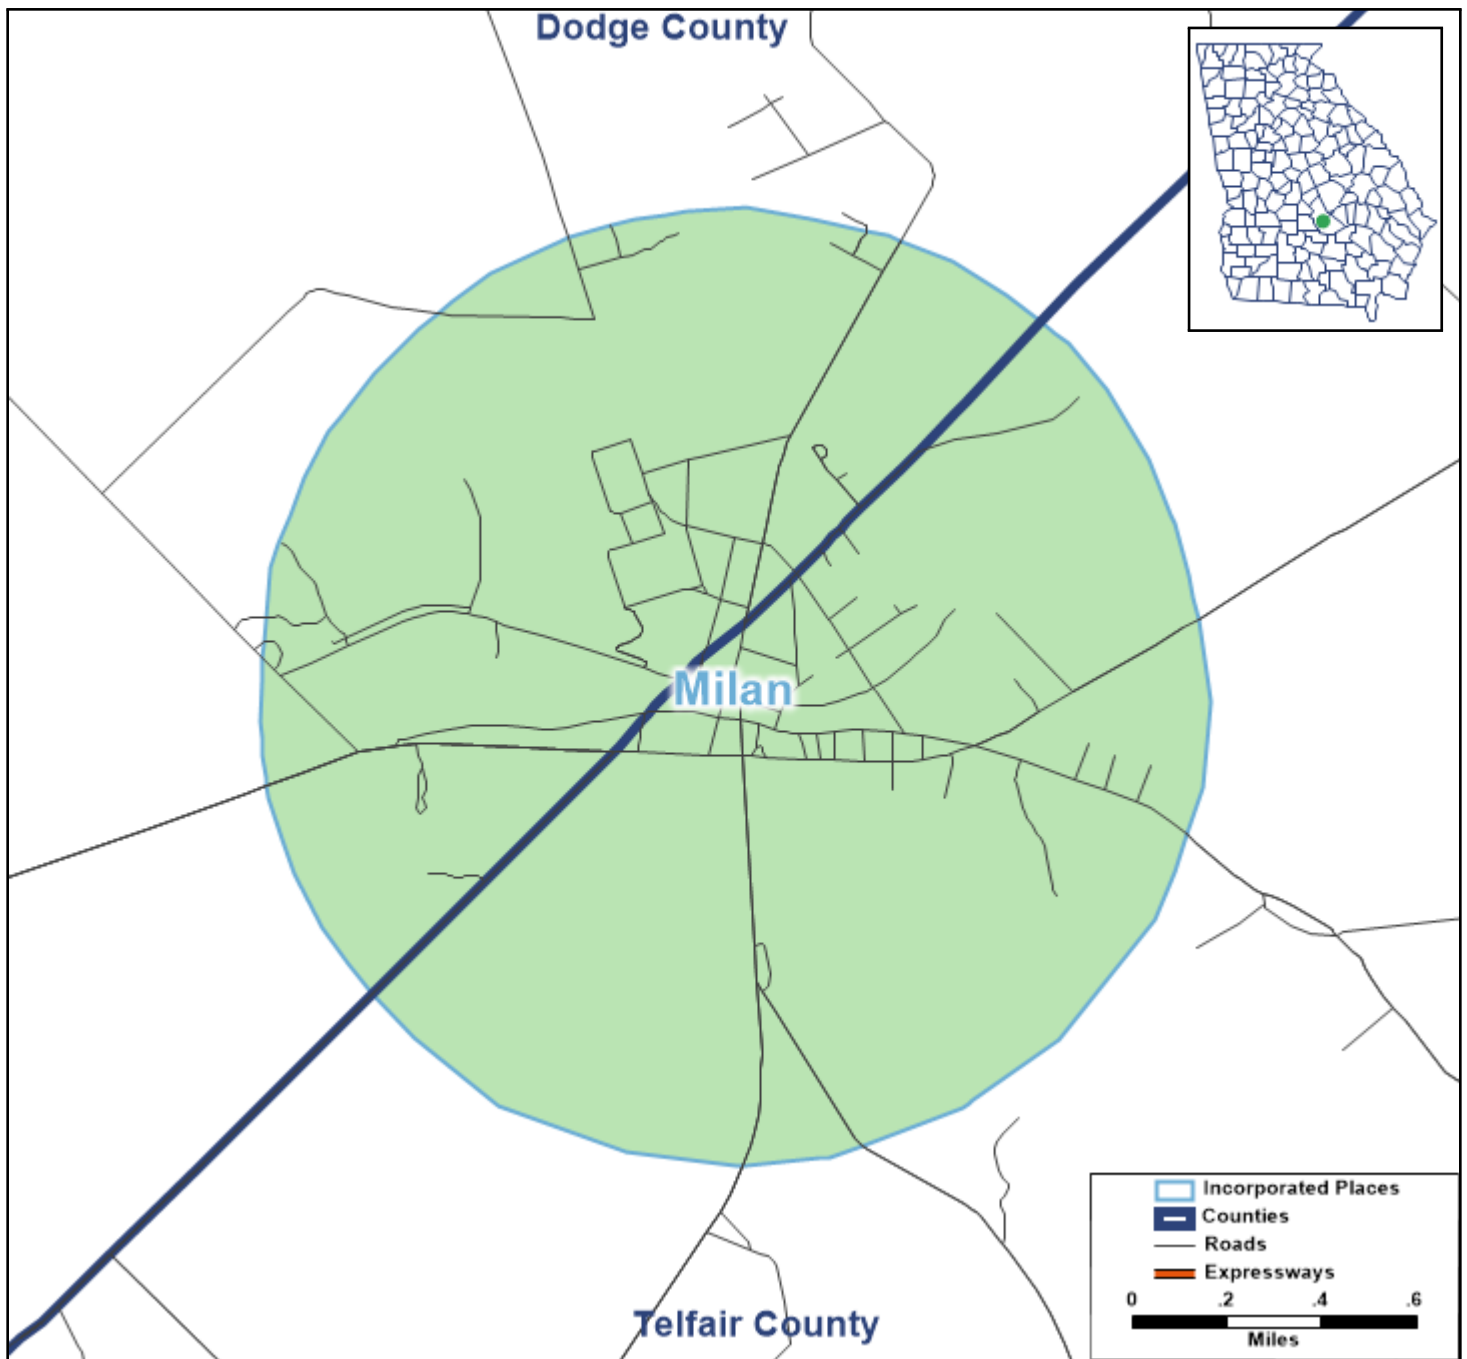 Dodge County
Milan
Incorporated Places
Counties
Roads
Expressways
0 .2 .4 .6
Miles
Telfair County